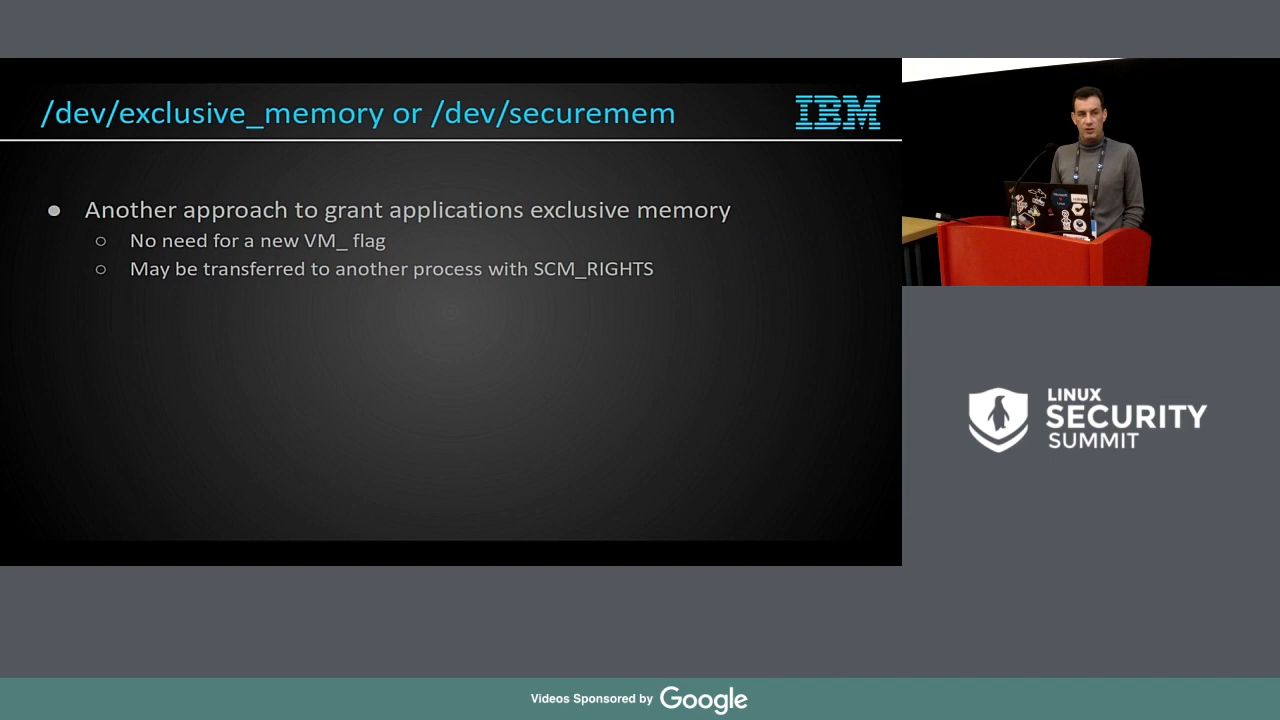 /dev/exclusive_memory or /dev/securemem
IBM
● Another approach to grant applications exclusive memory
○ No need for a new VM_ flag
○ May be transferred to another process with SCM_RIGHTS
LINUX
SECURITY
SUMMIT
Videos Sponsored by Google